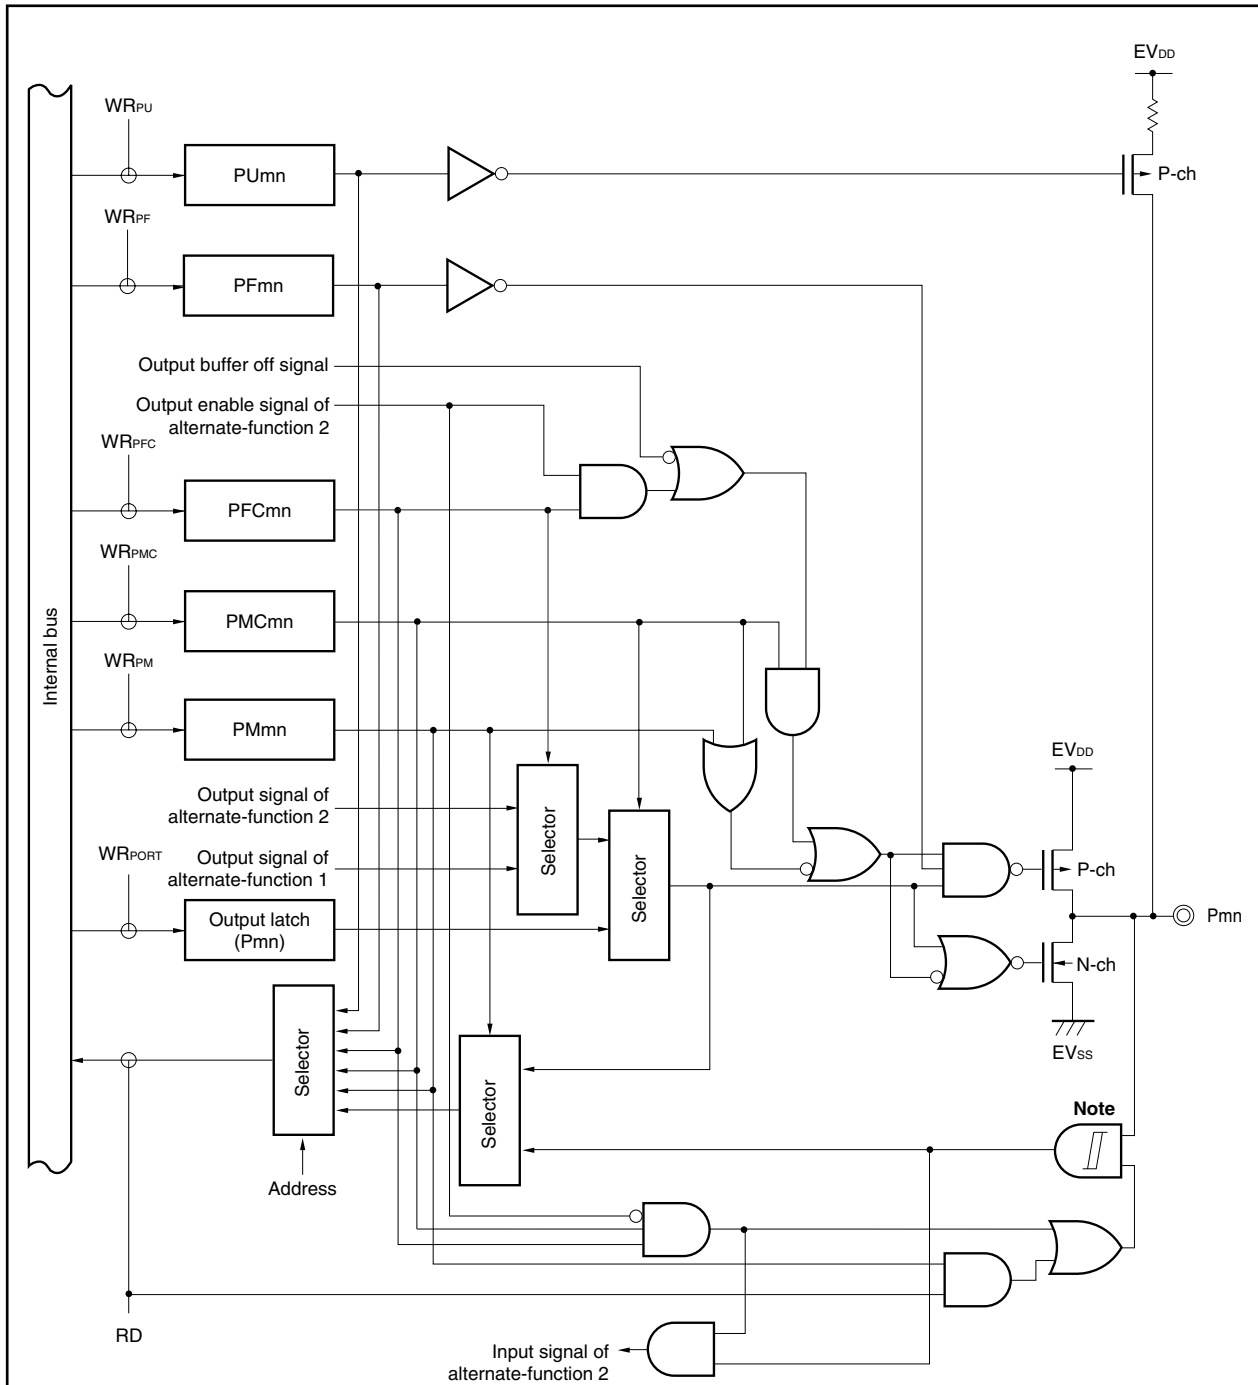 EVDD
WRPU
PUmn
P-ch
WRPF
PFmn
Output buffer off signal
Output enable signal of
alternate-function 2
WRPFC
PFCmn
WRPMC
PMCmn
Internal bus
WRPM
PMmn
EVDD
Output signal of
alternate-function 2
Selector
Selector
WRPORT
Output signal of
alternate-function 1
P-ch
Output latch
(Pmn)
Pmn
N-ch
Selector
EVSS
Selector
Note
Address
RD
Input signal of
alternate-function 2